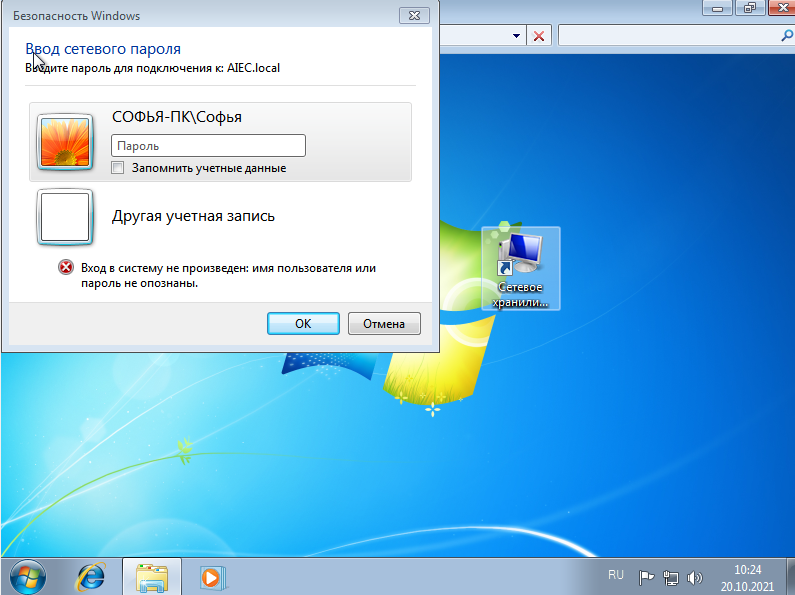 Безопасность Windows
Ввод сетевого пароля
Введите пароль для подключения к: AIEC.local
СОФЬЯ-ПК\Софья
Пароль
Запомнить учетные данные
Другая учетная запись
Вход в систему не произведен: имя пользователя или
пароль не опознаны.
ОК
Отмена
Сетевое
хранили...
RU
10:24
20.10.2021